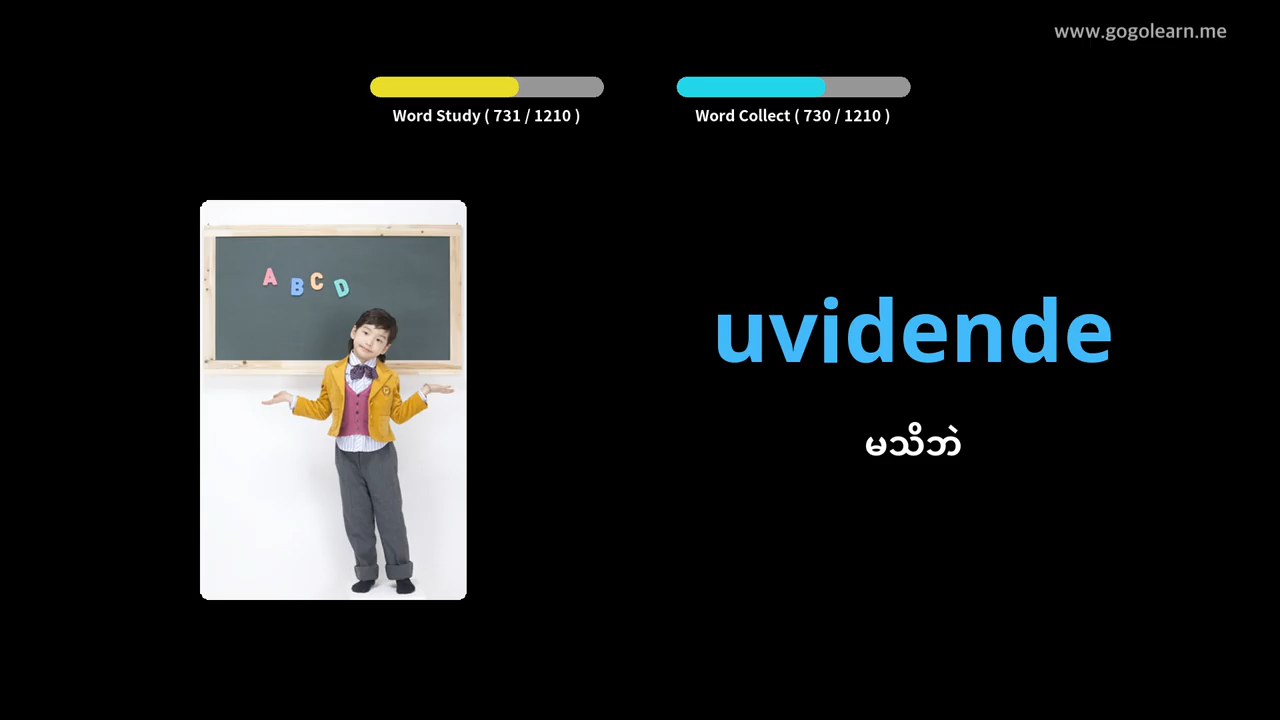 www.gogolearn.me
Word Study ( 731 / 1210 )
Word Collect ( 730 / 1210 )
A B C D
uvidende
မသိဘဲ